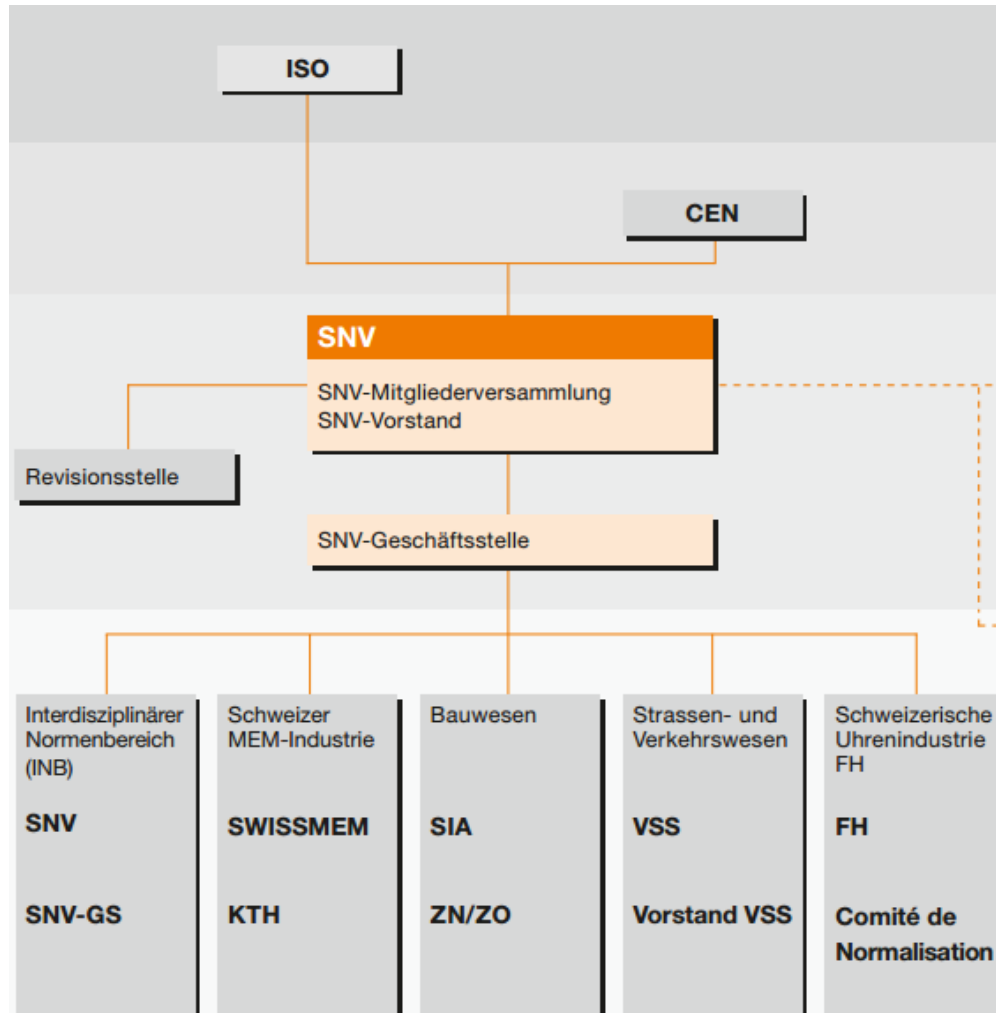 ISO
CEN
SNV
SNV-Mitgliederversammlung
SNV-Vorstand
Revisionsstelle
SNV-Geschäftsstelle
Interdisziplinärer
Normenbereich
(INB)
SNV
SNV-GS
Schweizer
MEM-Industrie
SWISSMEM
KTH
Bauwesen
SIA
ZN/ZO
Strassen- und
Verkehrswesen
VSS
Vorstand VSS
Schweizerische
Uhrenindustrie
FH
FH
Comité de
Normalisation